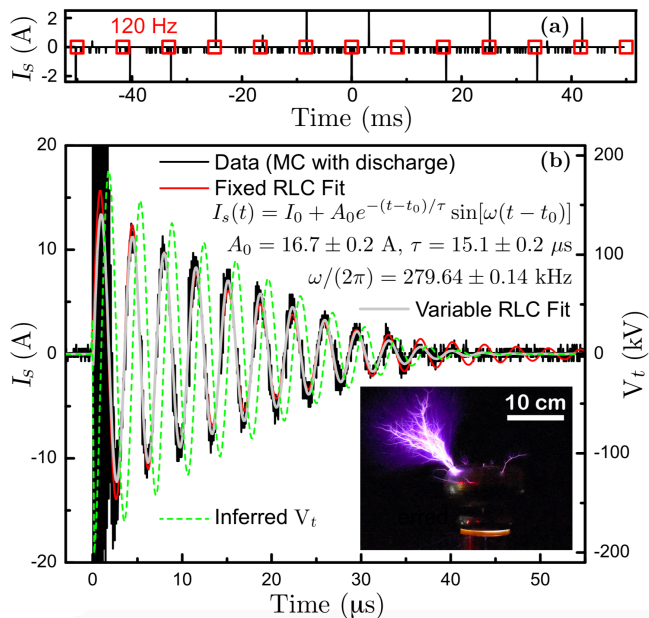 (a)
120 Hz
2
0
2
I_s (A)
-40
-20
0
20
40
Time (ms)
(b)
Data (MC with discharge)
Fixed RLC Fit
I_s(t) = I_0 + A_0e^{-(t-t_0)/τ} sin[ω(t − t_0)]
A_0 = 16.7 ± 0.2 A, τ = 15.1 ± 0.2 μs
ω/(2π) = 279.64 ± 0.14 kHz
Variable RLC Fit
20
10
0
-10
-20
I_s (A)
200
100
0
-100
-200
V_t (kV)
10 cm
Inferred V_t
0
10
20
30
40
50
Time (μs)